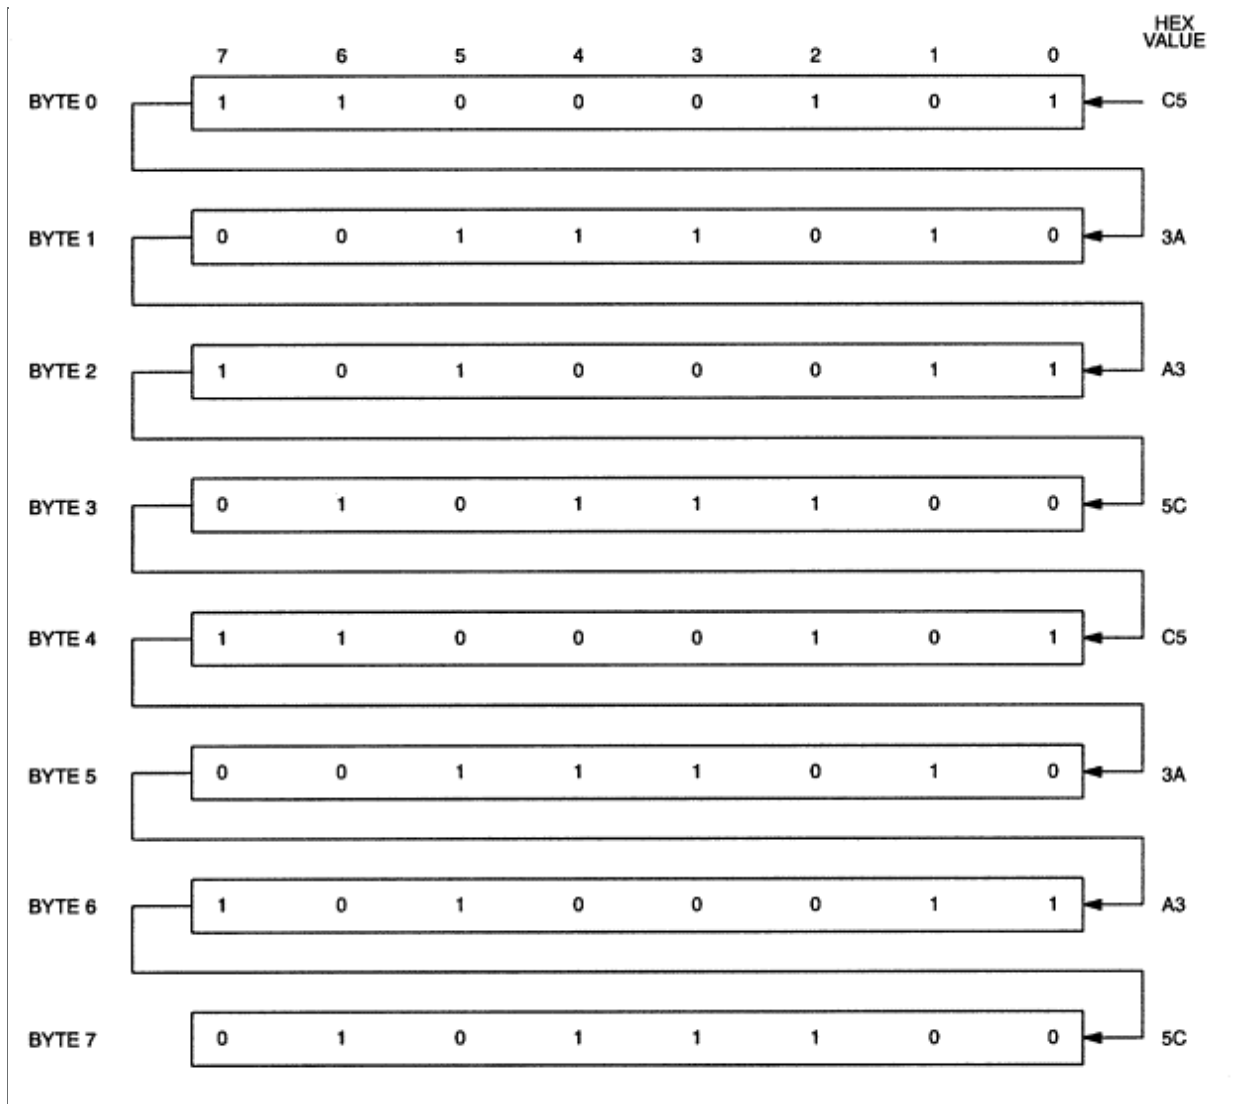 HEX
VALUE
7 6 5 4 3 2 1 0
BYTE 0 1 1 0 0 0 1 0 1 C5
BYTE 1 0 0 1 1 1 0 1 0 3A
BYTE 2 1 0 1 0 0 0 1 1 A3
BYTE 3 0 1 0 1 1 1 0 0 5C
BYTE 4 1 1 0 0 0 1 0 1 C5
BYTE 5 0 0 1 1 1 0 1 0 3A
BYTE 6 1 0 1 0 0 0 1 1 A3
BYTE 7 0 1 0 1 1 1 0 0 5C